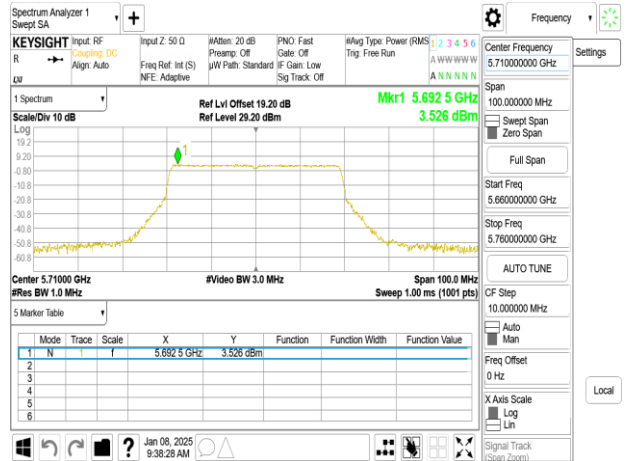 Spectrum Analyzer 1
Swept SA
Frequency
KEYSIGHT
R
LXI
Input: RF
Coupling: DC
Align: Auto
Input Z: 50 Ω
Freq Ref: Int (S)
NFE: Adaptive
#Atten: 20 dB
Preamp: Off
µW Path: Standard
PNO: Fast
Gate: Off
IF Gain: Low
Sig Track: Off
#Avg Type: Power (RMS
Trig: Free Run
1 2 3 4 5 6
A W W W W W
A N N N N N
Settings
1 Spectrum
Scale/Div 10 dB
Ref Lvl Offset 19.20 dB
Ref Level 29.20 dBm
Mkr1 5.692 5 GHz
3.526 dBm
Log
19.2
9.20
-0.80
-10.8
-20.8
-30.8
-40.8
-50.8
-60.8
1
Center 5.71000 GHz
#Res BW 1.0 MHz
#Video BW 3.0 MHz
Span 100.0 MHz
Sweep 1.00 ms (1001 pts)
5 Marker Table
Mode Trace Scale X Y Function Function Width Function Value
1 N 1 f 5.692 5 GHz 3.526 dBm
2
3
4
5
6
Center Frequency
5.710000000 GHz
Span
100.000000 MHz
Swept Span
Zero Span
Full Span
Start Freq
5.660000000 GHz
Stop Freq
5.760000000 GHz
AUTO TUNE
CF Step
10.000000 MHz
Auto
Man
Freq Offset
0 Hz
X Axis Scale
Log
Lin
Signal Track
(Span Zoom)
Local
?
Jan 08, 2025
9:38:28 AM